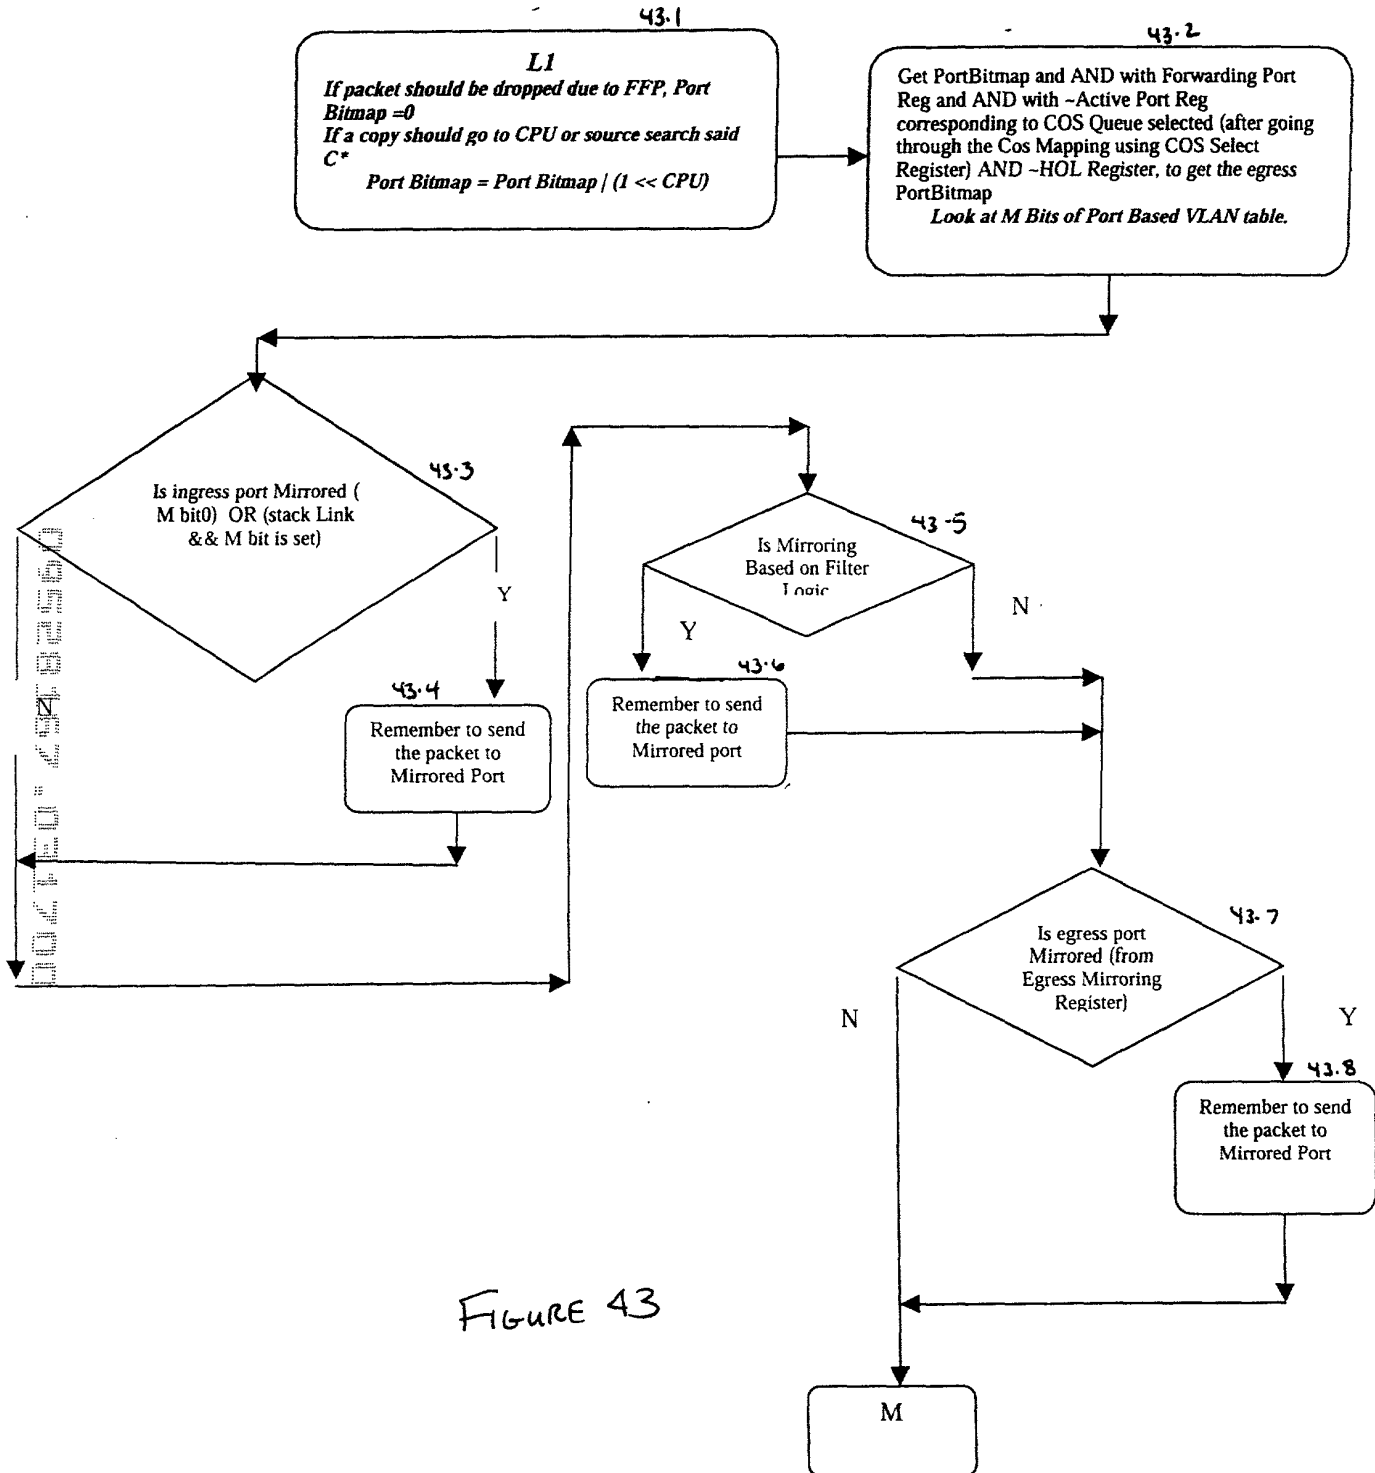 43.1
L1
If packet should be dropped due to FFP, Port
Bitmap =0
If a copy should go to CPU or source search said
C*
Port Bitmap = Port Bitmap | (1 << CPU)
43.2
Get PortBitmap and AND with Forwarding Port
Reg and AND with ~Active Port Reg
corresponding to COS Queue selected (after going
through the Cos Mapping using COS Select
Register) AND ~HOL Register, to get the egress
PortBitmap
Look at M Bits of Port Based VLAN table.
43.3
Is ingress port Mirrored (
M bit0) OR (stack Link
&& M bit is set)
Y
N
43.4
Remember to send
the packet to
Mirrored Port
43-5
Is Mirroring
Based on Filter
Logic
Y
N
43.6
Remember to send
the packet to
Mirrored port
43-7
Is egress port
Mirrored (from
Egress Mirroring
Register)
N
Y
43.8
Remember to send
the packet to
Mirrored Port
FIGURE 43
M